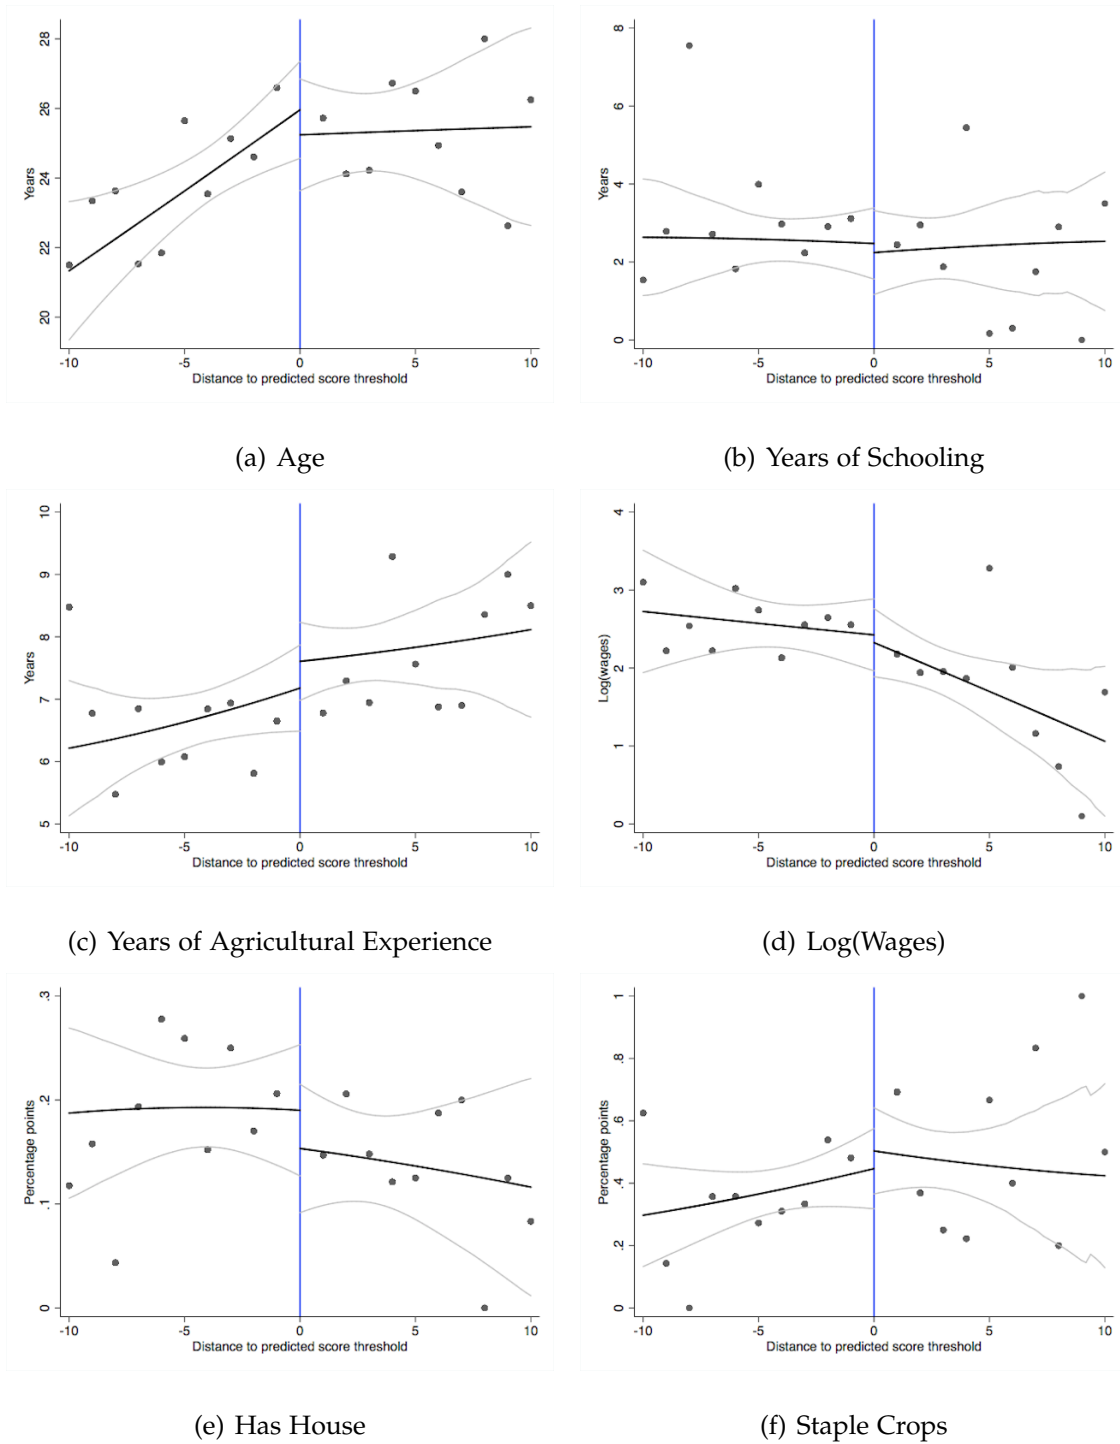 28
26
24
22
20
Years
-10 -5 0 5 10
Distance to predicted score threshold
(a) Age
8
6
4
2
0
Years
-10 -5 0 5 10
Distance to predicted score threshold
(b) Years of Schooling
10
9
8
7
6
5
Years
-10 -5 0 5 10
Distance to predicted score threshold
(c) Years of Agricultural Experience
4
3
2
1
0
Log(wages)
-10 -5 0 5 10
Distance to predicted score threshold
(d) Log(Wages)
.3
.2
.1
0
Percentage points
-10 -5 0 5 10
Distance to predicted score threshold
(e) Has House
1
.8
.6
.4
.2
0
Percentage points
-10 -5 0 5 10
Distance to predicted score threshold
(f) Staple Crops